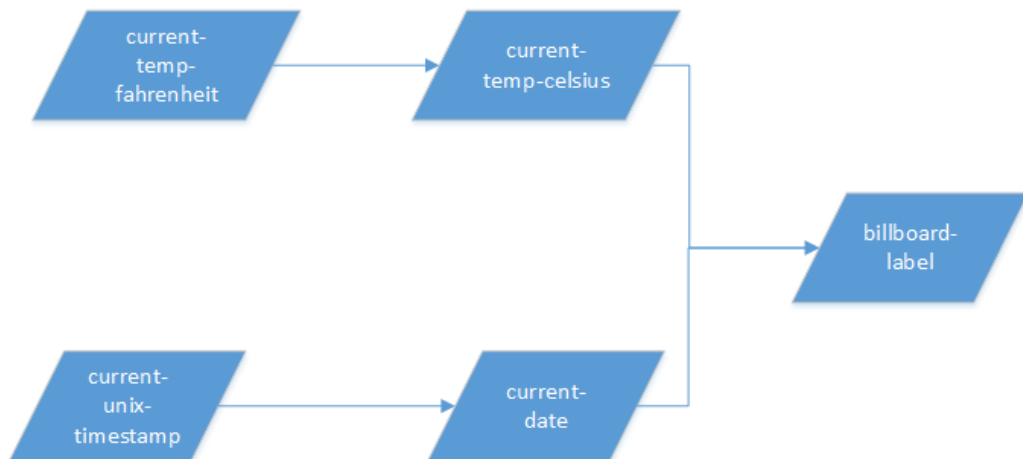 current-
temp-
fahrenheit
current-
temp-celsius
billboard-
label
current-
unix-
timestamp
current-
date